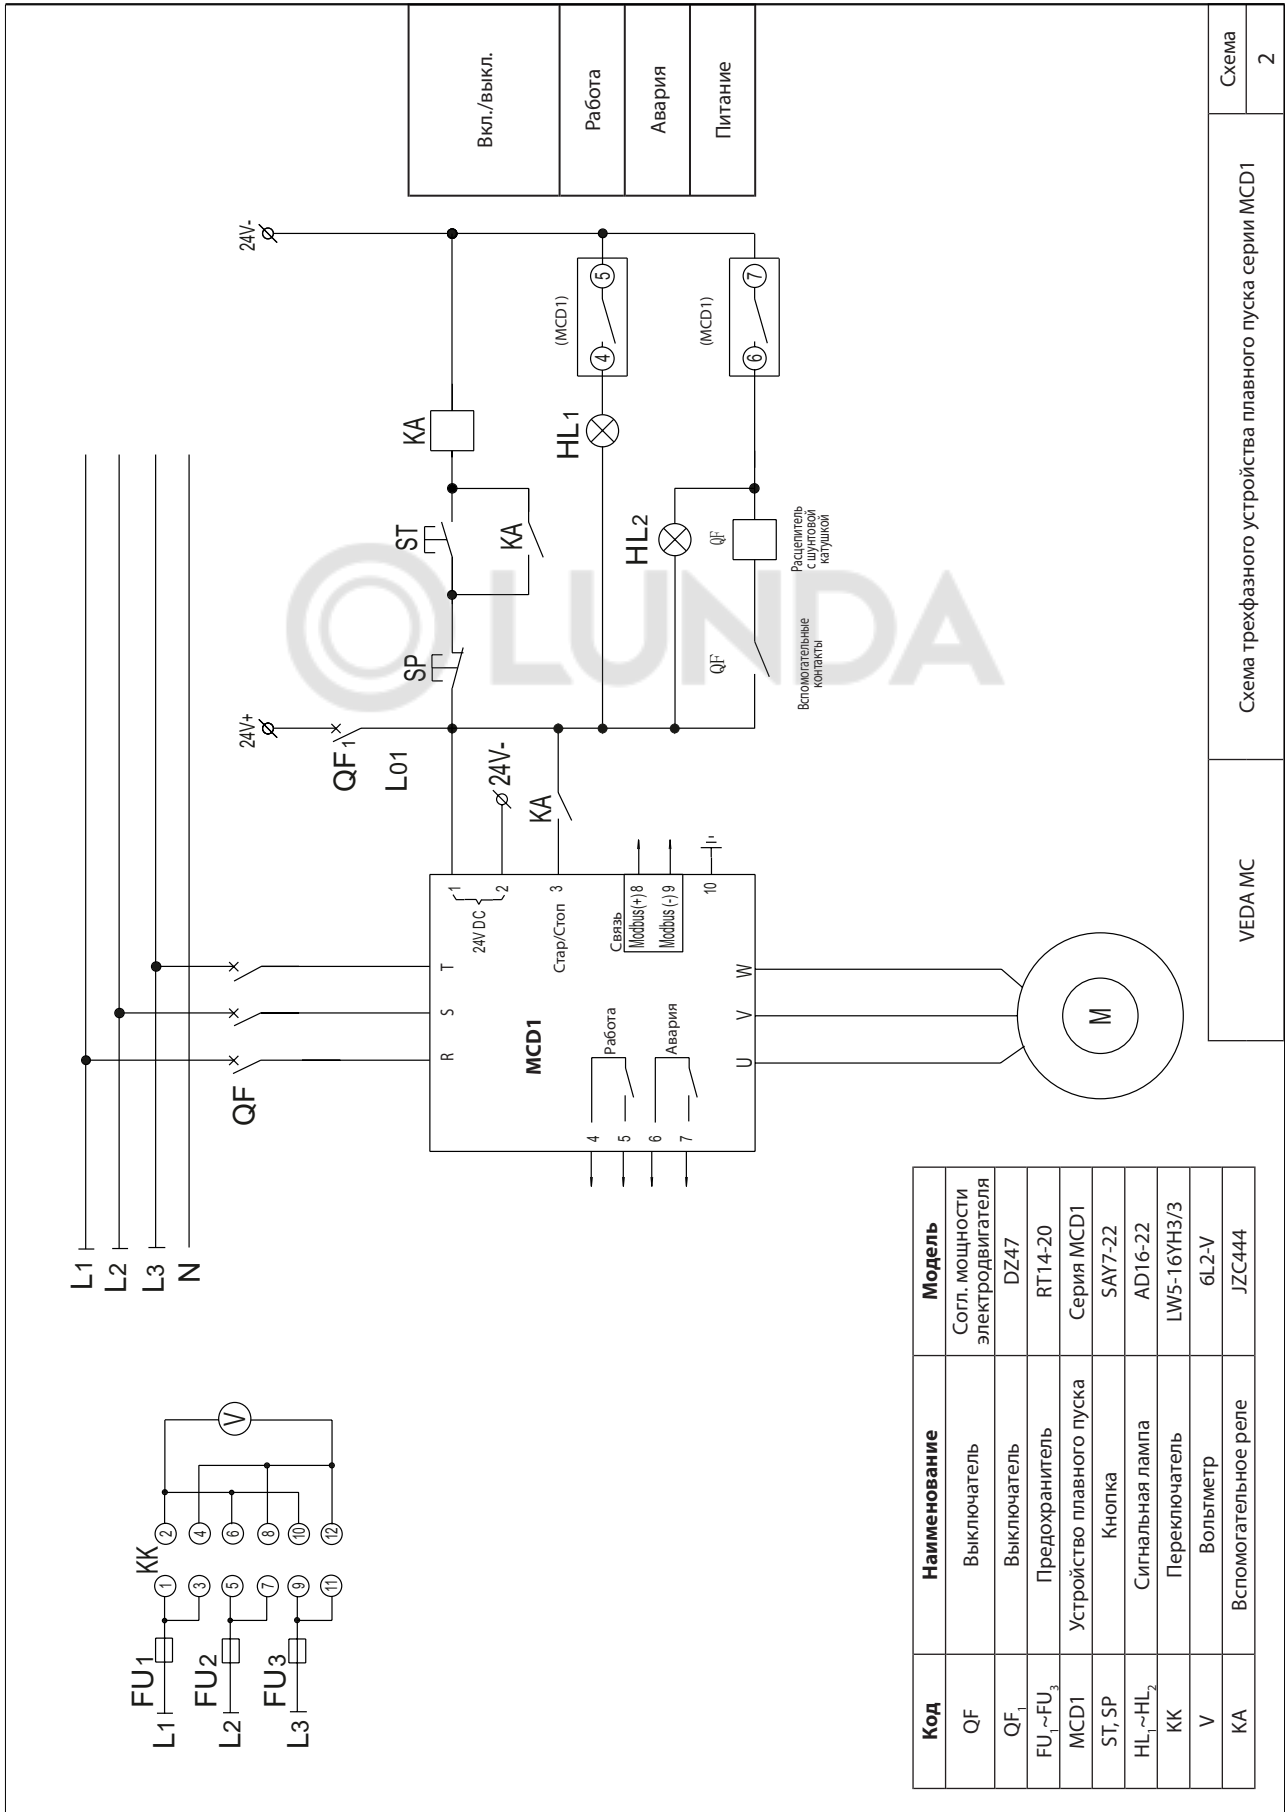 L1
L2
L3
N
QF
24V+
24V-
QF1
L01
SP
ST
KA
KA
KA
24V-
HL1
HL2
(MCD1)
4
5
(MCD1)
6
7
QF
QF
Вспомогательные
контакты
Расцепитель
с шунтовой
катушкой
Вкл./выкл.
Работа
Авария
Питание
R
S
T
MCD1
24V DC
1
2
Стар/Стоп
3
Связь
Modbus(+) 8
Modbus (-) 9
10
Работа
Авария
4
5
6
7
U
V
W
M
FU1
FU2
FU3
L1
L2
L3
KK
1
2
3
4
5
6
7
8
9
10
11
12
V
Код Наименование Модель
QF Выключатель Согл. мощности
электродвигателя
QF1 Выключатель DZ47
FU1~FU3 Предохранитель RT14-20
MCD1 Устройство плавного пуска Серия MCD1
ST, SP Кнопка SAY7-22
HL1~HL2 Сигнальная лампа AD16-22
KK Переключатель LW5-16YH3/3
V Вольтметр 6L2-V
KA Вспомогательное реле JZC444
VEDA MC
Схема трехфазного устройства плавного пуска серии MCD1
Схема
2
LUNDA